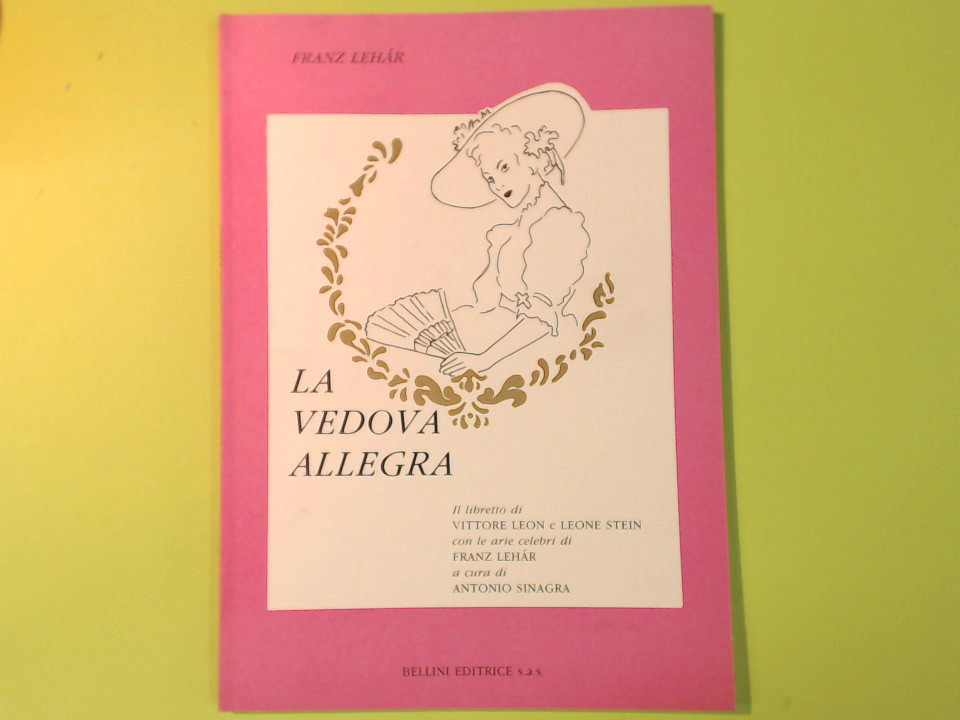 FRANZ LEHÁR
LA
VEDOVA
ALLEGRA
Il libretto di
VITTORE LEON e LEONE STEIN
con le arie celebri di
FRANZ LEHÁR
a cura di
ANTONIO SINAGRA
BELLINI EDITRICE s.a.s.